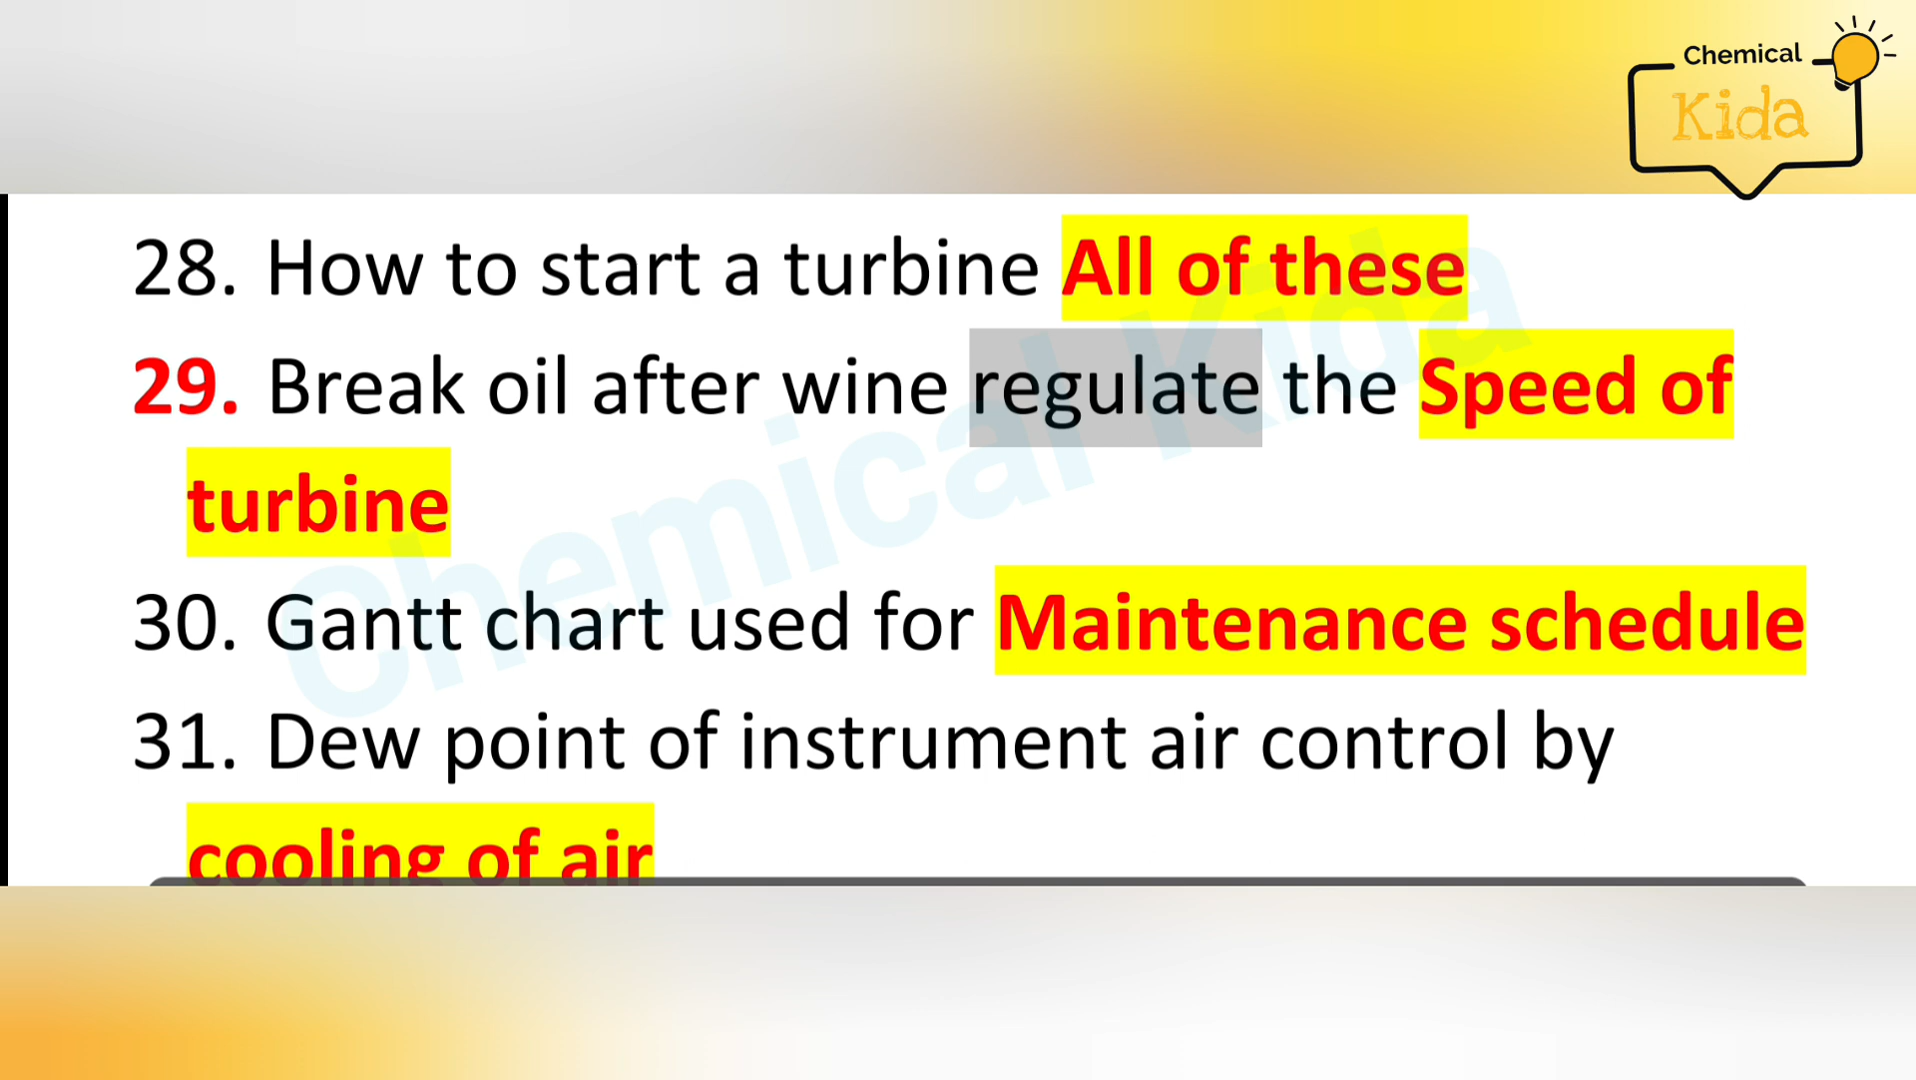 Chemical
Kida
28. How to start a turbine All of these
29. Break oil after wine regulate the Speed of
turbine
30. Gantt chart used for Maintenance schedule
31. Dew point of instrument air control by
cooling of air
Chemical Kida